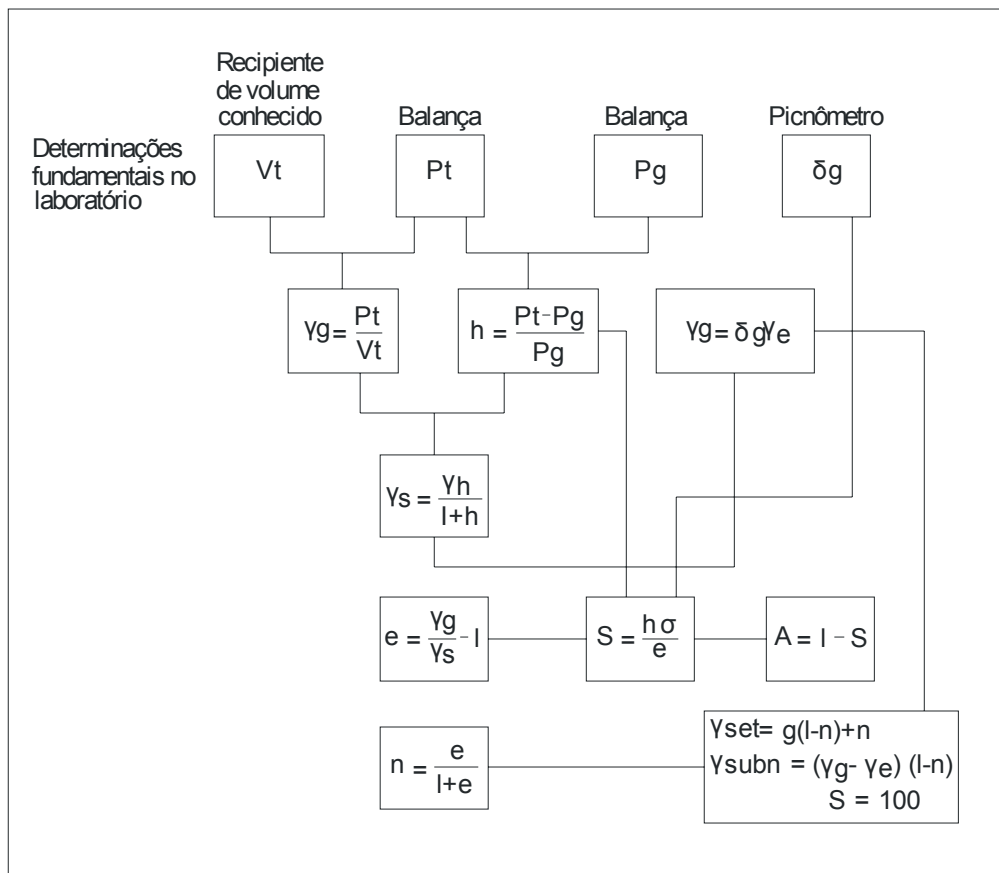 Recipiente
de volume
conhecido
Balança
Balança
Picnômetro
Determinações
fundamentais no
laboratório
Vt
Pt
Pg
δg
γg = Pt/Vt
h = Pt-Pg/Pg
γg = δgγe
γs = γh/l+h
e = γg/γs - l
S = hσ/e
A = l - S
n = e/l+e
γset= g(l-n)+n
γsubn = (γg- γe) (l-n)
S = 100